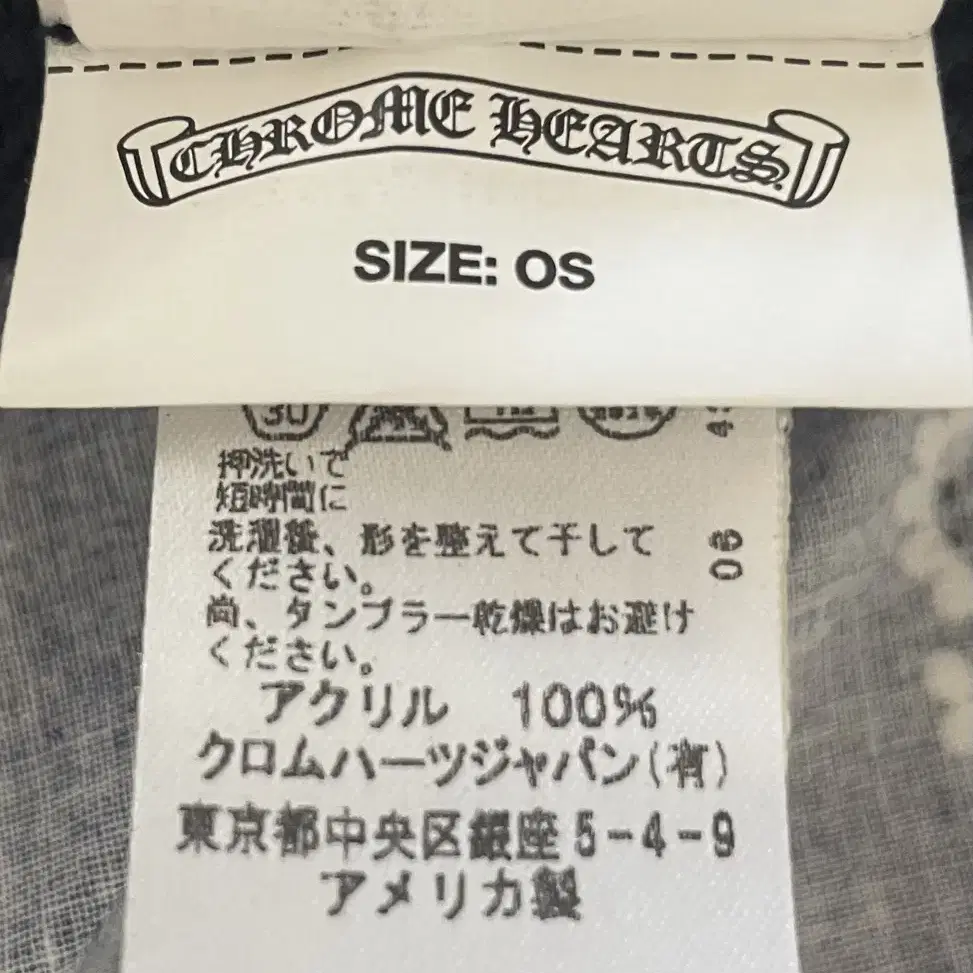 CHROME HEARTS
SIZE: OS
30
押洗いで
短時間に
洗濯後、形を整えて干して
ください。
尚、タンブラー乾燥はお避け
ください。
アクリル 100%
クロムハーツジャパン(有)
東京都中央区銀座5-4-9
アメリカ製
06